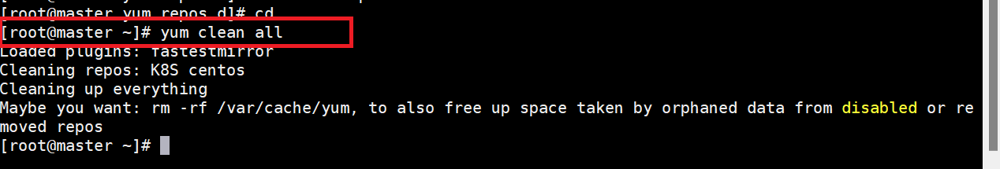 [root@master yum.repos.d]# cd
[root@master ~]# yum clean all
Loaded plugins: fastestmirror
Cleaning repos: K8S centos
Cleaning up everything
Maybe you want: rm -rf /var/cache/yum, to also free up space taken by orphaned data from disabled or re
moved repos
[root@master ~]#